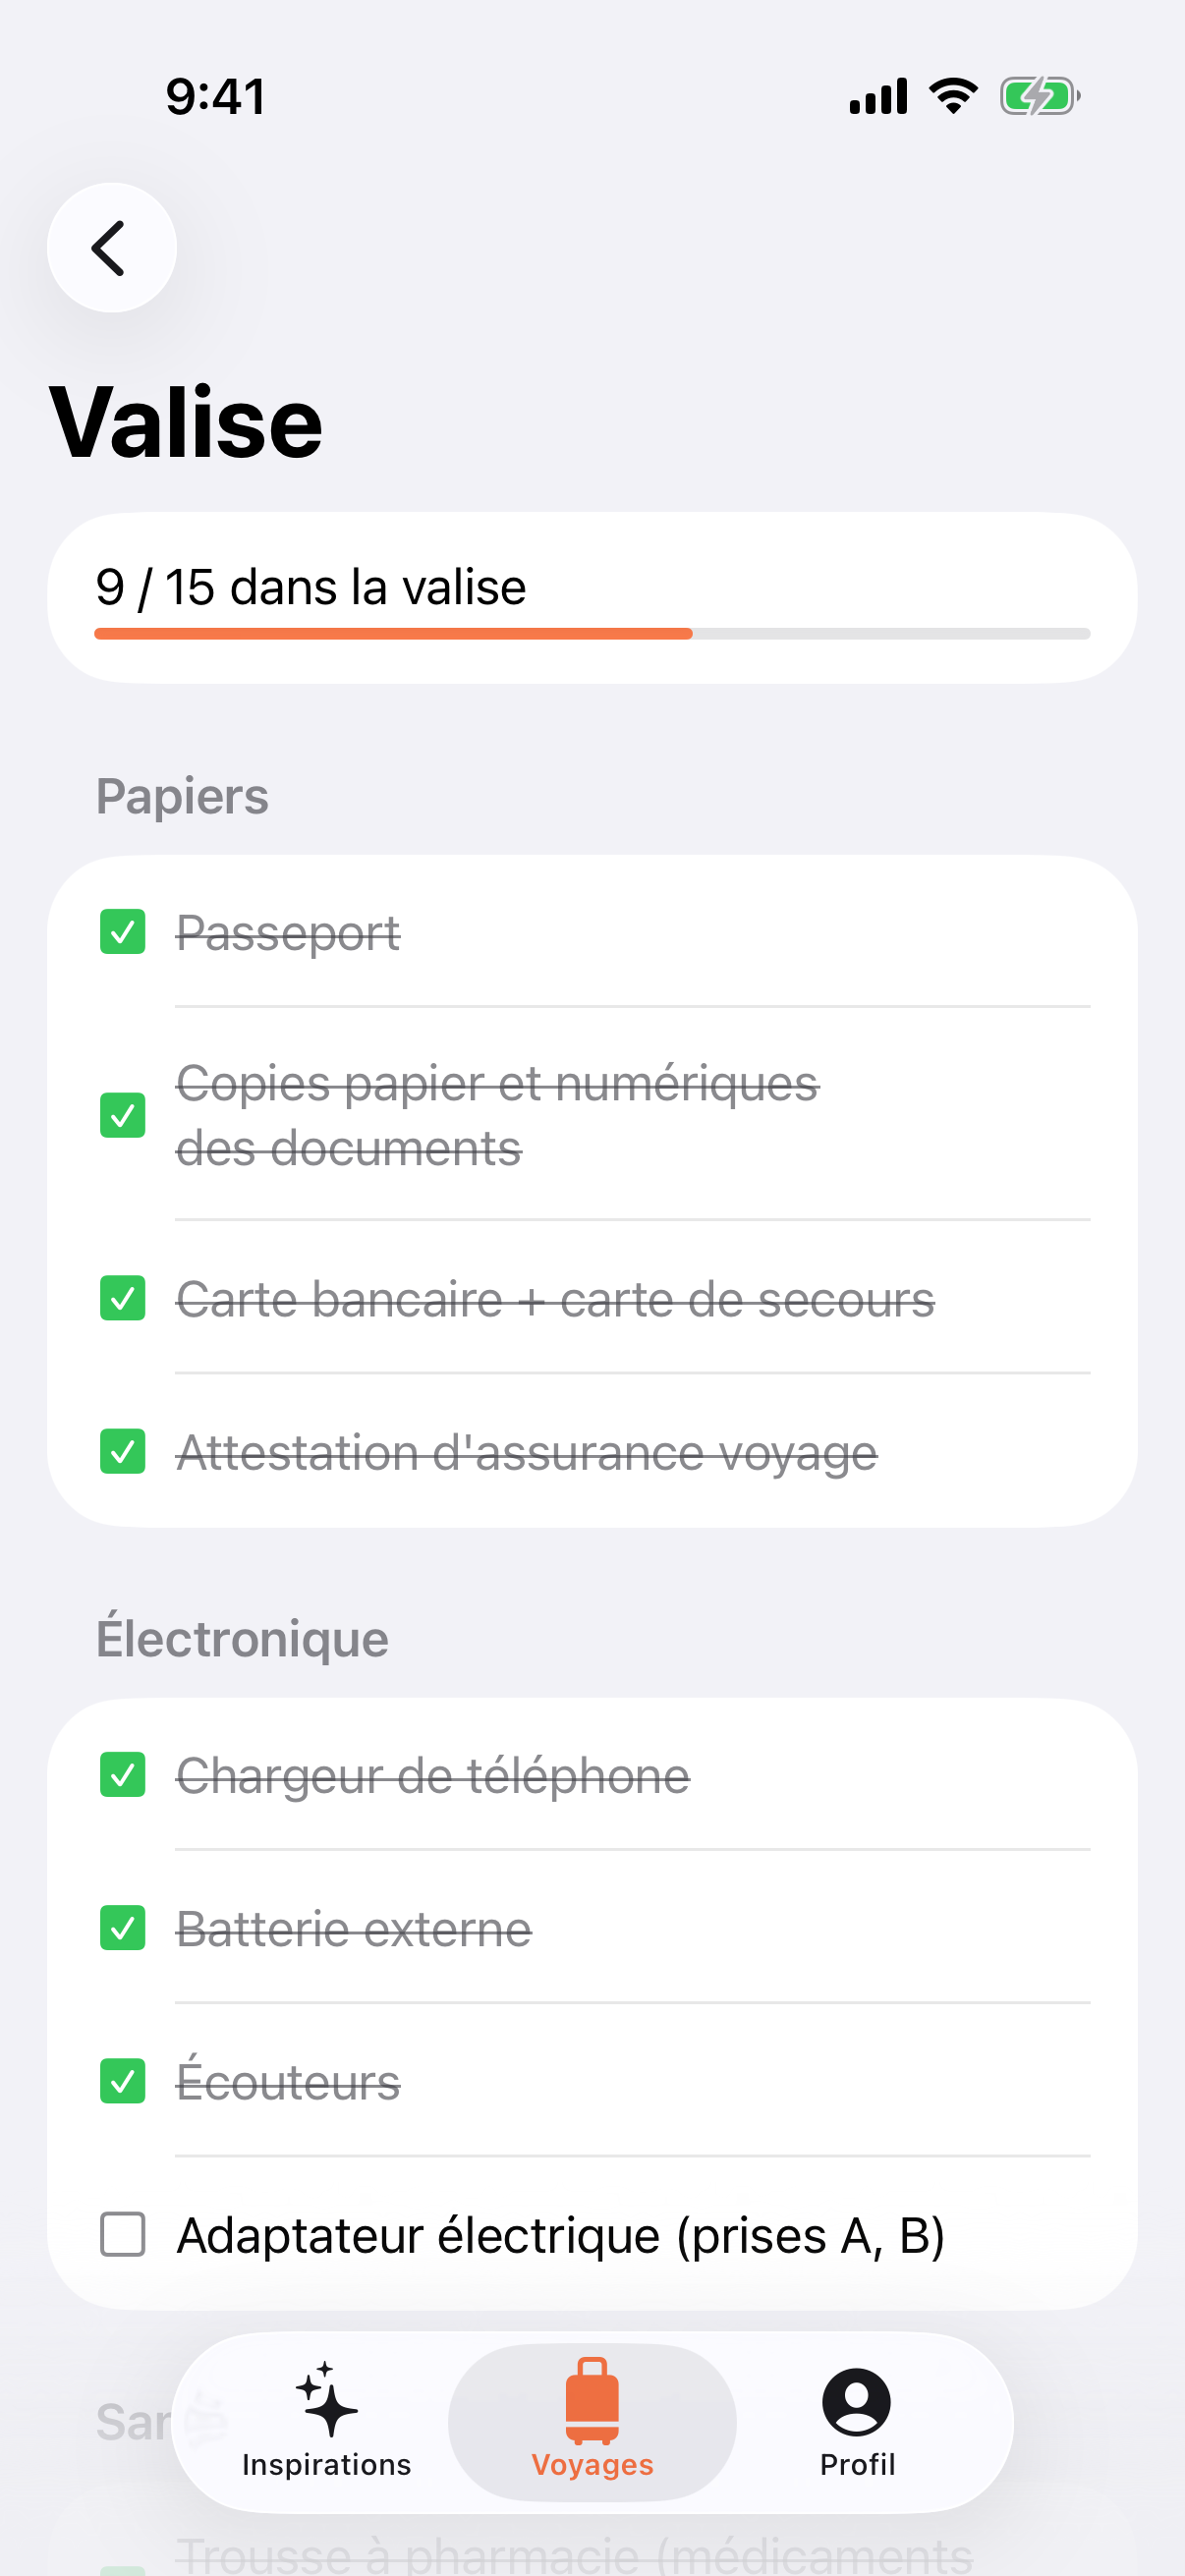 9:41
Valise
9 / 15 dans la valise
Papiers
Passeport
Copies papier et numériques
des documents
Carte bancaire + carte de secours
Attestation d'assurance voyage
Électronique
Chargeur de téléphone
Batterie externe
Écouteurs
Adaptateur électrique (prises A, B)
Inspirations
Voyages
Profil
Trousse à pharmacie (médicaments